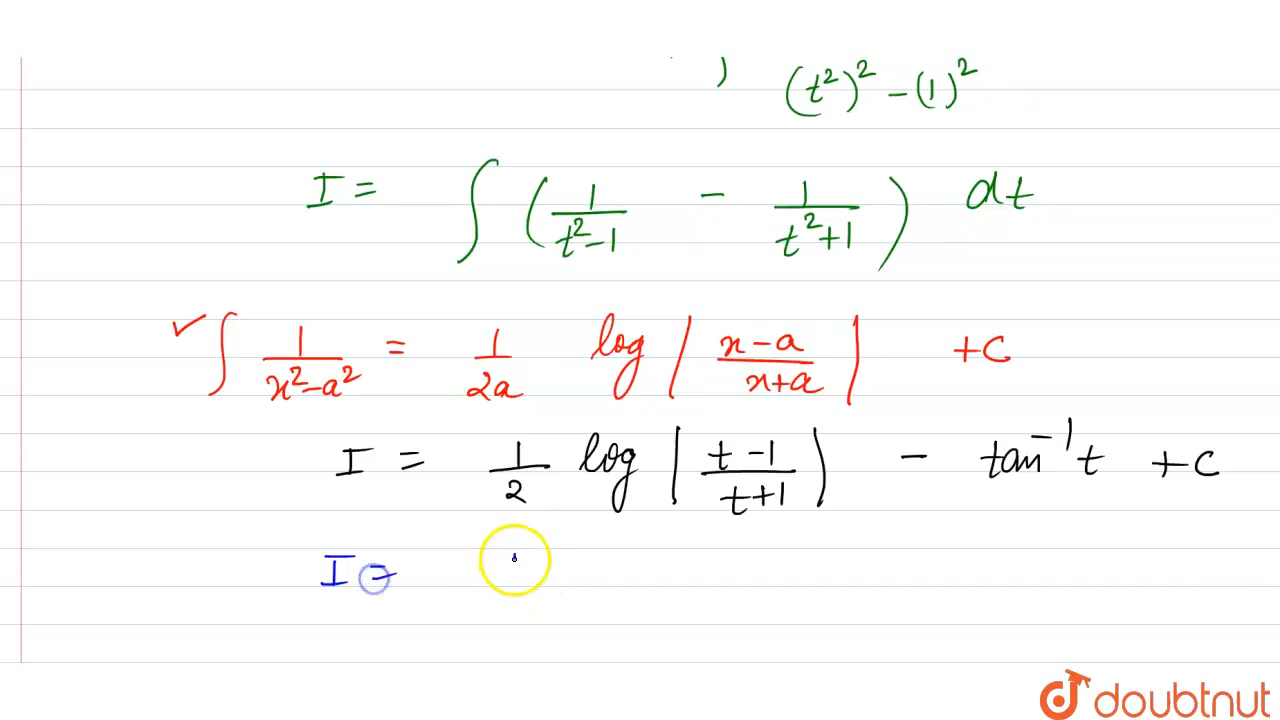 (t²)² - (1)²
I = ∫ (1/(t²-1) - 1/(t²+1)) dt
✓ ∫ 1/(x²-a²) = 1/2a log |(x-a)/(x+a)| + c
I = 1/2 log |(t-1)/(t+1)| - tan⁻¹ t + c
I =
doubtnut